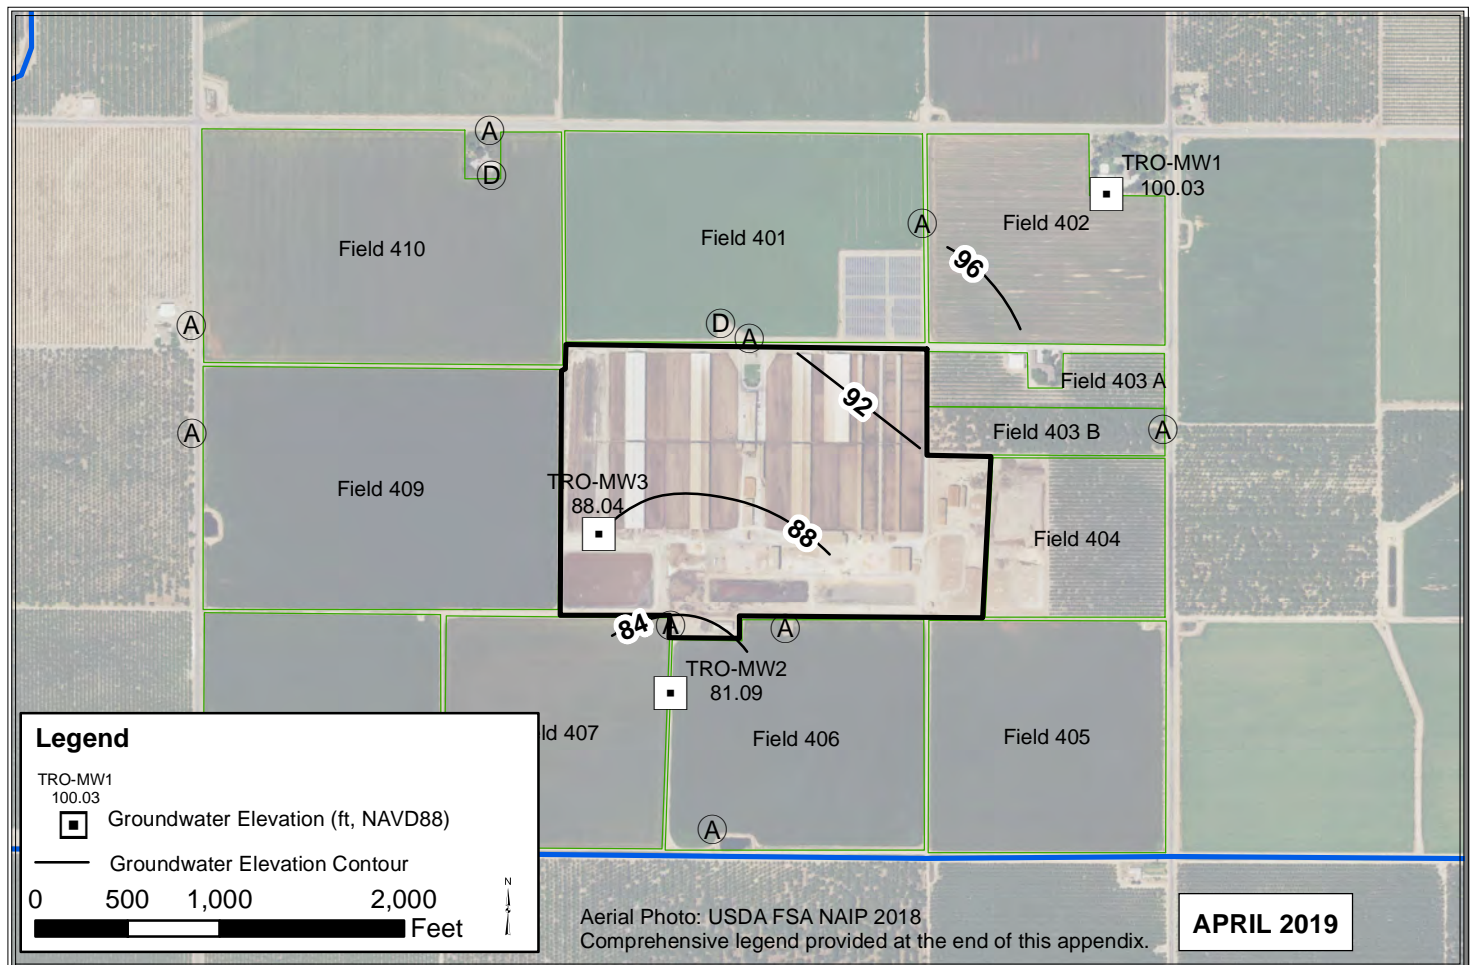 A
D
TRO-MW1
100.03
Field 402
A
Field 401
Field 410
96
D
A
A
Field 403 A
92
Field 403 B
A
A
TRO-MW3
88.04
Field 409
88
Field 404
84
A
A
TRO-MW2
81.09
ld 407
Field 406
Field 405
A
Legend
TRO-MW1
100.03
Groundwater Elevation (ft, NAVD88)
Groundwater Elevation Contour
0 500 1,000 2,000
Feet
N
Aerial Photo: USDA FSA NAIP 2018
Comprehensive legend provided at the end of this appendix.
APRIL 2019